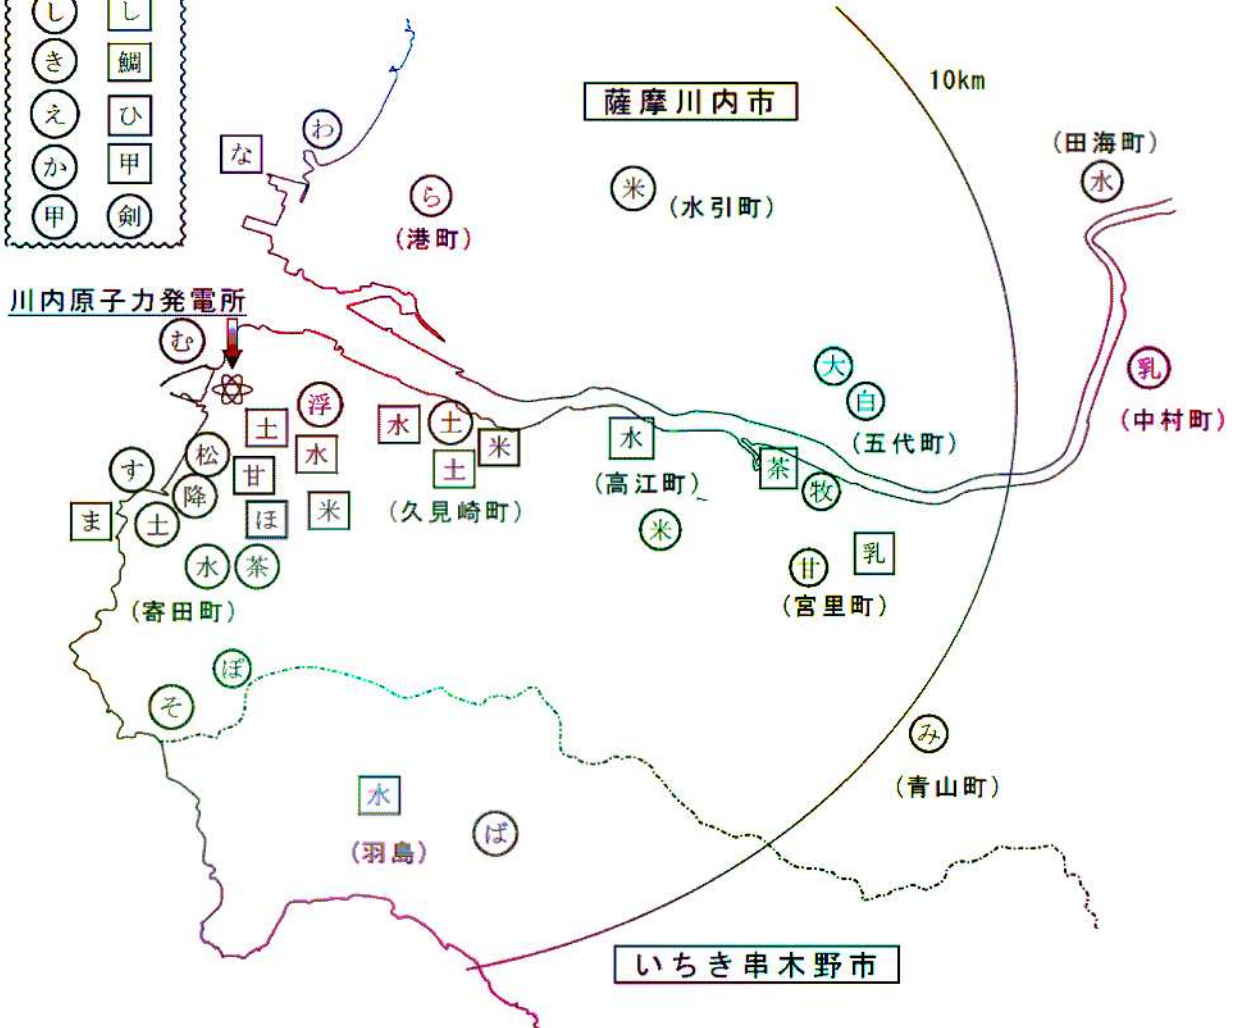 し し
き 鯛
え ひ
か 甲
甲 剣
10km
薩摩川内市
(田海町)
水
な
わ
ら
(港町)
米
(水引町)
川内原子力発電所
む
浮
土
水
松
甘
す
降
ほ
米
ま
土
水 茶
(寄田町)
水
土
米
土
(久見崎町)
水
(高江町)
米
大
白
(五代町)
茶
牧
甘
乳
(宮里町)
乳
(中村町)
ぽ
そ
み
(青山町)
水
ば
(羽島)
いちき串木野市